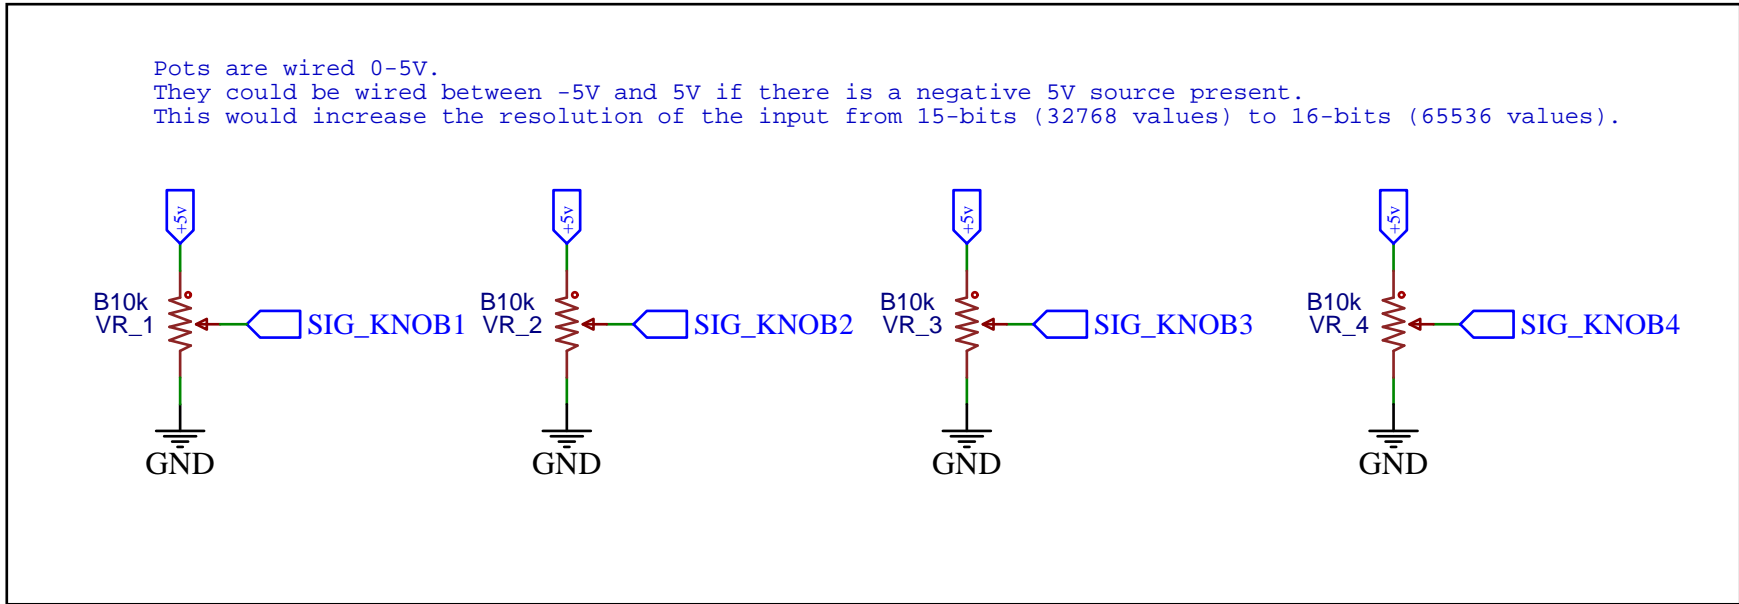 Pots are wired 0-5V.
They could be wired between -5V and 5V if there is a negative 5V source present.
This would increase the resolution of the input from 15-bits (32768 values) to 16-bits (65536 values).
+5v
+5v
+5v
+5v
B10k
VR_1
SIG_KNOB1
B10k
VR_2
SIG_KNOB2
B10k
VR_3
SIG_KNOB3
B10k
VR_4
SIG_KNOB4
GND
GND
GND
GND